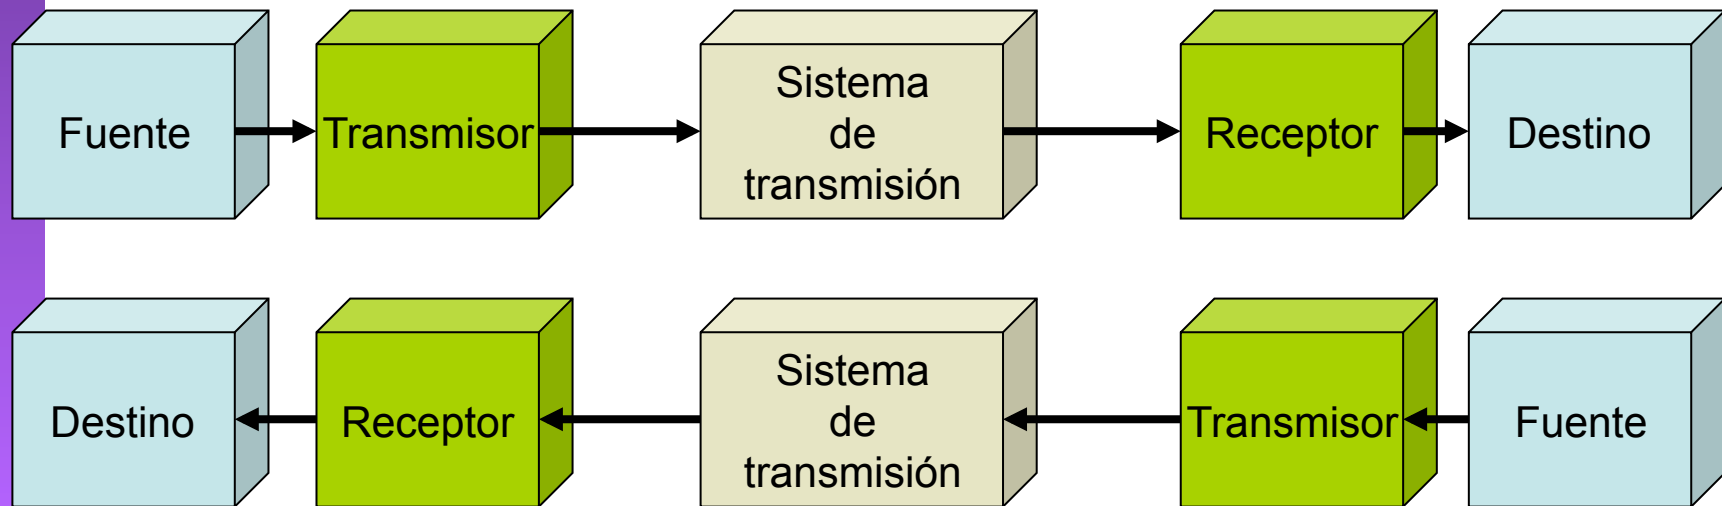 Fuente
Transmisor
Sistema
de
transmisión
Receptor
Destino
Destino
Receptor
Sistema
de
transmisión
Transmisor
Fuente